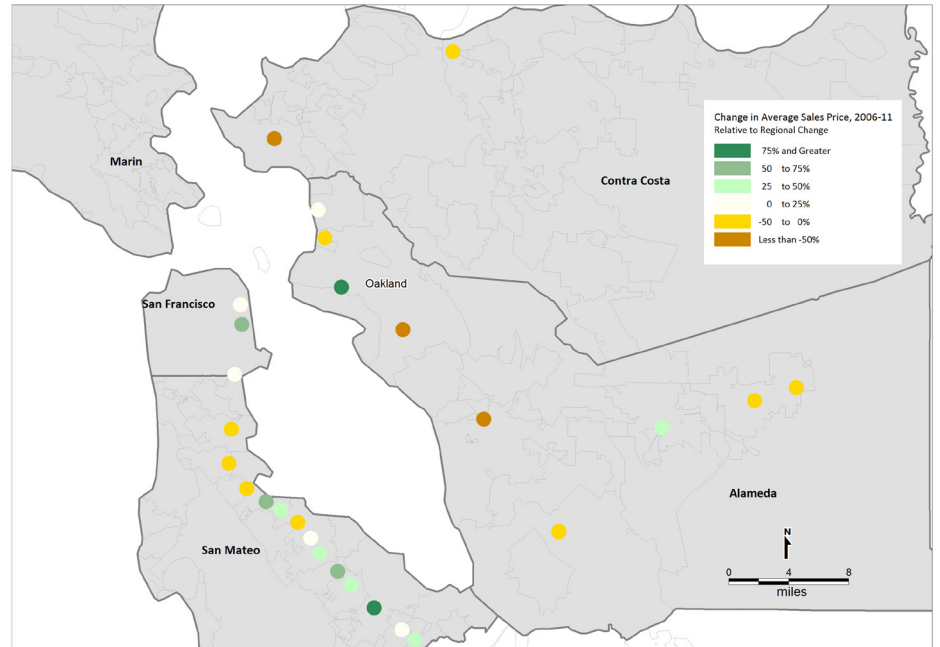 Change in Average Sales Price, 2006-11
Relative to Regional Change
75% and Greater
50 to 75%
25 to 50%
0 to 25%
-50 to 0%
Less than -50%
Marin
Contra Costa
Oakland
San Francisco
Alameda
San Mateo
N
0 4 8
miles